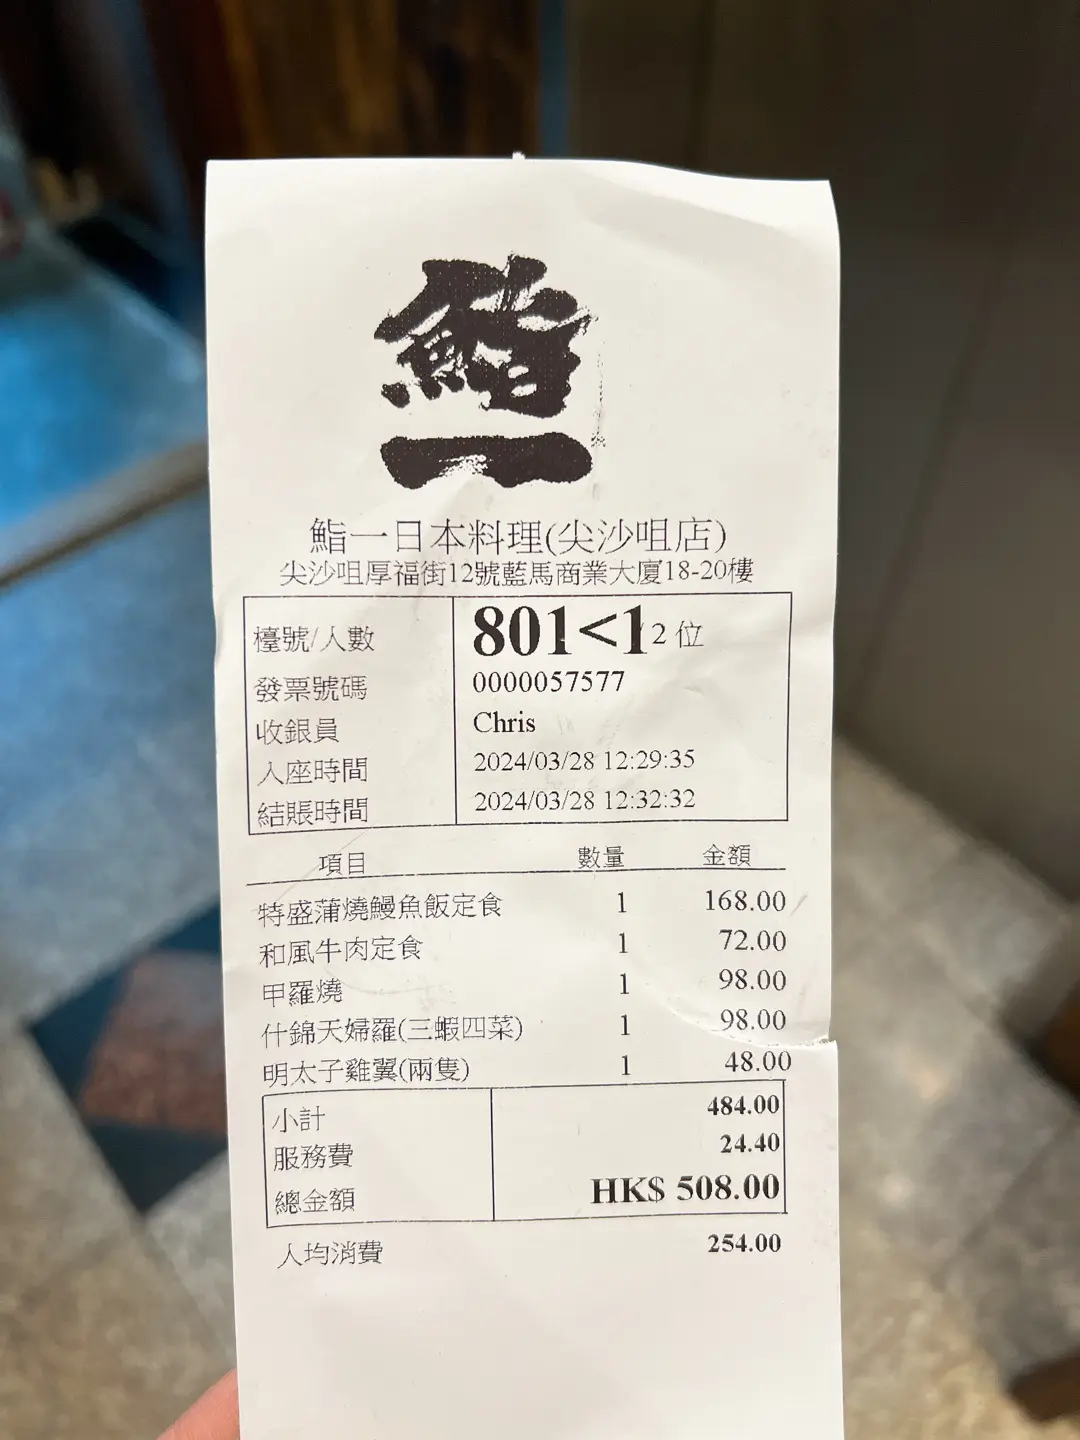 鮨
一
鮨一日本料理(尖沙咀店)
尖沙咀厚福街12號藍馬商業大廈18-20樓
檯號/人數 801<1 2 位
發票號碼 0000057577
收銀員 Chris
入座時間 2024/03/28 12:29:35
結賬時間 2024/03/28 12:32:32
項目 數量 金額
特盛蒲燒鰻魚飯定食 1 168.00
和風牛肉定食 1 72.00
甲羅燒 1 98.00
什錦天婦羅(三蝦四菜) 1 98.00
明太子雞翼(兩隻) 1 48.00
小計 484.00
服務費 24.40
總金額 HK$ 508.00
人均消費 254.00